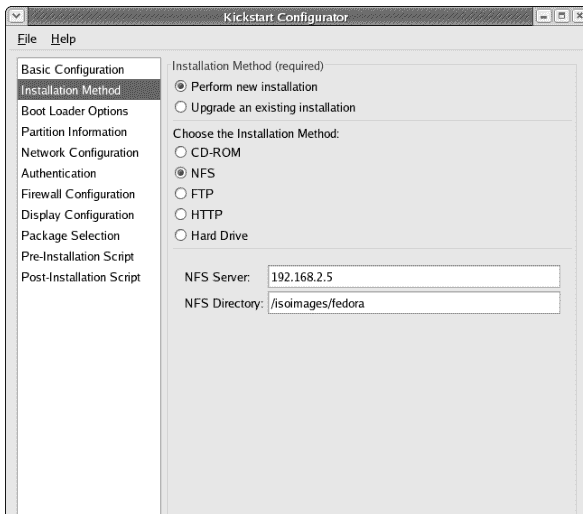 Kickstart Configurator
File Help
Basic Configuration
Installation Method
Boot Loader Options
Partition Information
Network Configuration
Authentication
Firewall Configuration
Display Configuration
Package Selection
Pre-Installation Script
Post-Installation Script
Installation Method (required)
Perform new installation
Upgrade an existing installation
Choose the Installation Method:
CD-ROM
NFS
FTP
HTTP
Hard Drive
NFS Server: 192.168.2.5
NFS Directory: /isoimages/fedora